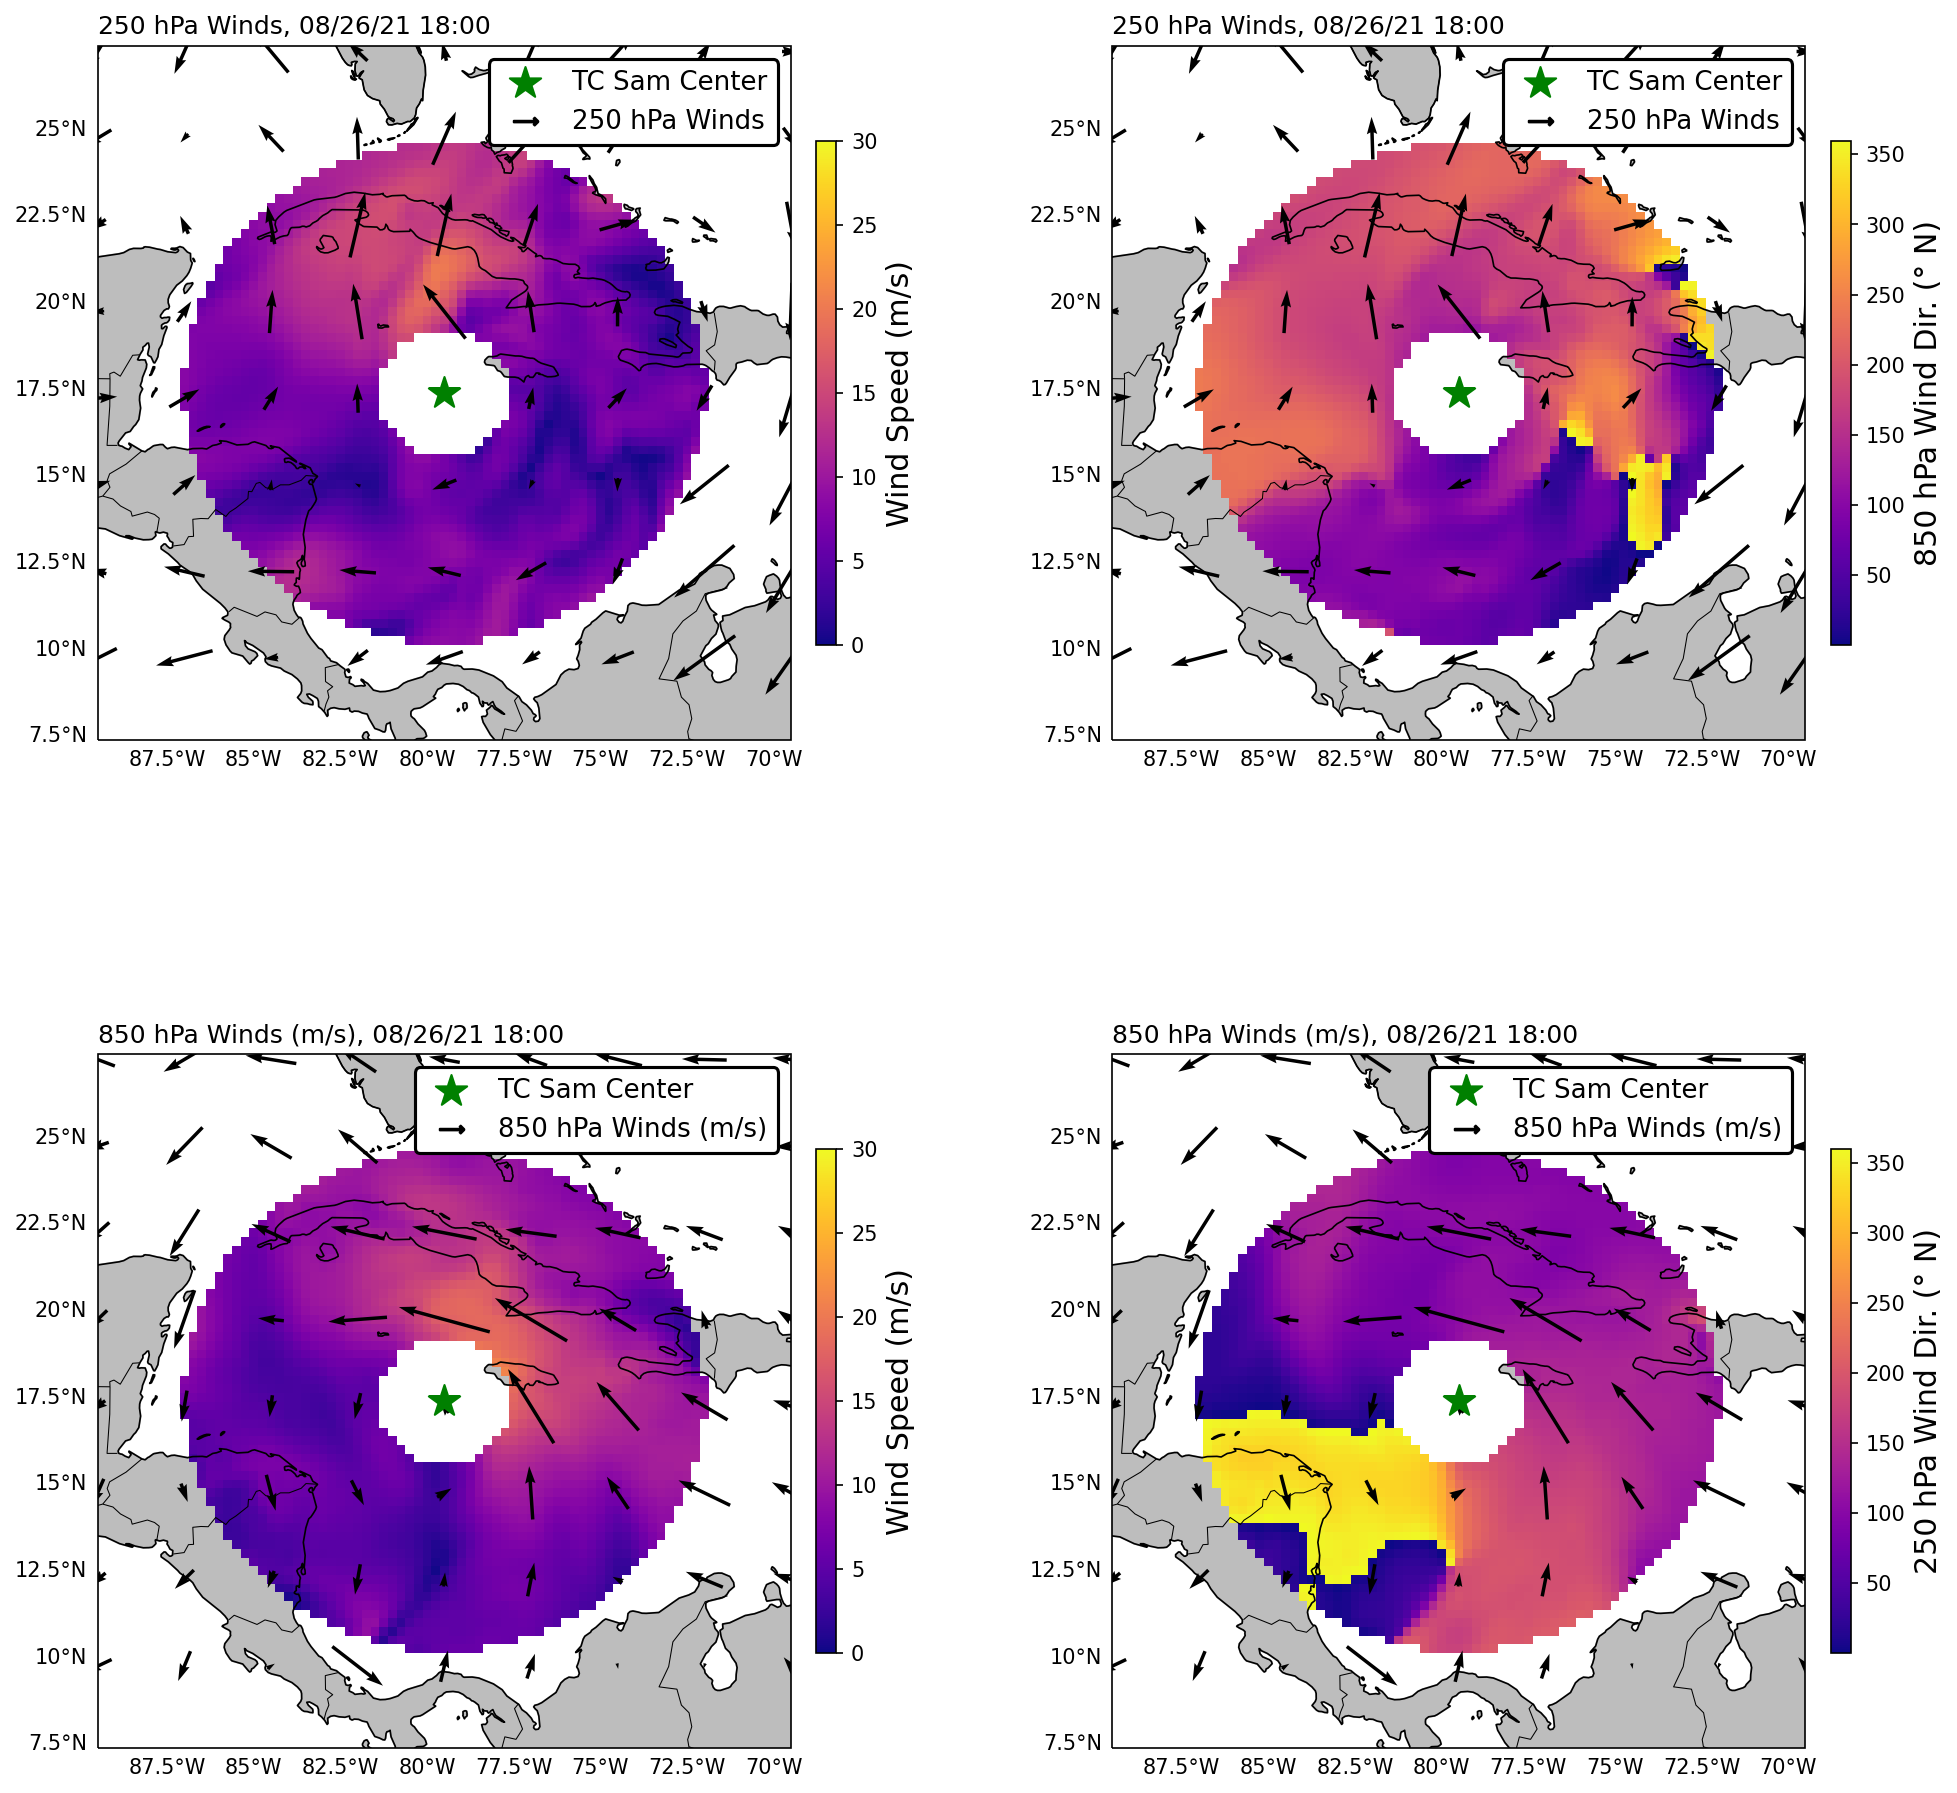 250 hPa Winds, 08/26/21 18:00
TC Sam Center
250 hPa Winds
25°N
22.5°N
20°N
17.5°N
15°N
12.5°N
10°N
7.5°N
87.5°W 85°W 82.5°W 80°W 77.5°W 75°W 72.5°W 70°W
30
25
20
15
10
5
0
Wind Speed (m/s)
250 hPa Winds, 08/26/21 18:00
TC Sam Center
250 hPa Winds
25°N
22.5°N
20°N
17.5°N
15°N
12.5°N
10°N
7.5°N
87.5°W 85°W 82.5°W 80°W 77.5°W 75°W 72.5°W 70°W
350
300
250
200
150
100
50
850 hPa Wind Dir. (° N)
850 hPa Winds (m/s), 08/26/21 18:00
TC Sam Center
850 hPa Winds (m/s)
25°N
22.5°N
20°N
17.5°N
15°N
12.5°N
10°N
7.5°N
87.5°W 85°W 82.5°W 80°W 77.5°W 75°W 72.5°W 70°W
30
25
20
15
10
5
0
Wind Speed (m/s)
850 hPa Winds (m/s), 08/26/21 18:00
TC Sam Center
850 hPa Winds (m/s)
25°N
22.5°N
20°N
17.5°N
15°N
12.5°N
10°N
7.5°N
87.5°W 85°W 82.5°W 80°W 77.5°W 75°W 72.5°W 70°W
350
300
250
200
150
100
50
250 hPa Wind Dir. (° N)